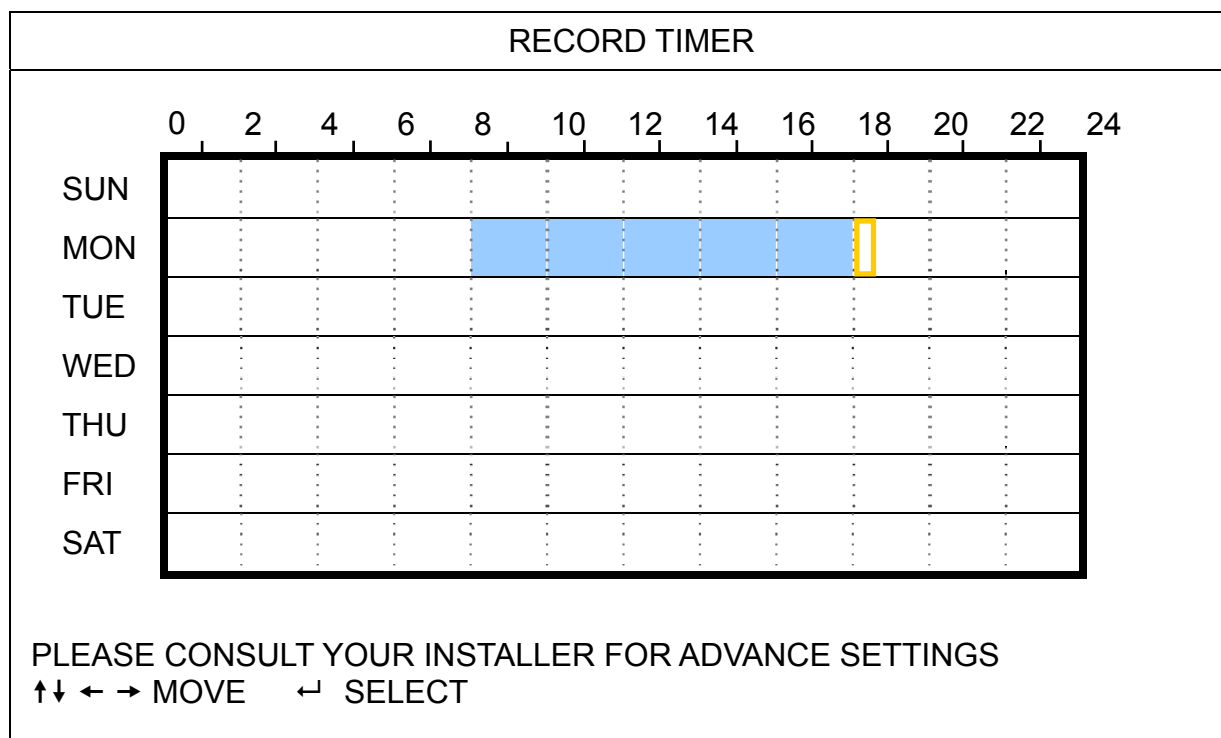 RECORD TIMER
0 2 4 6 8 10 12 14 16 18 20 22 24
SUN
MON
TUE
WED
THU
FRI
SAT
PLEASE CONSULT YOUR INSTALLER FOR ADVANCE SETTINGS
↑↓ ← → MOVE ↵ SELECT